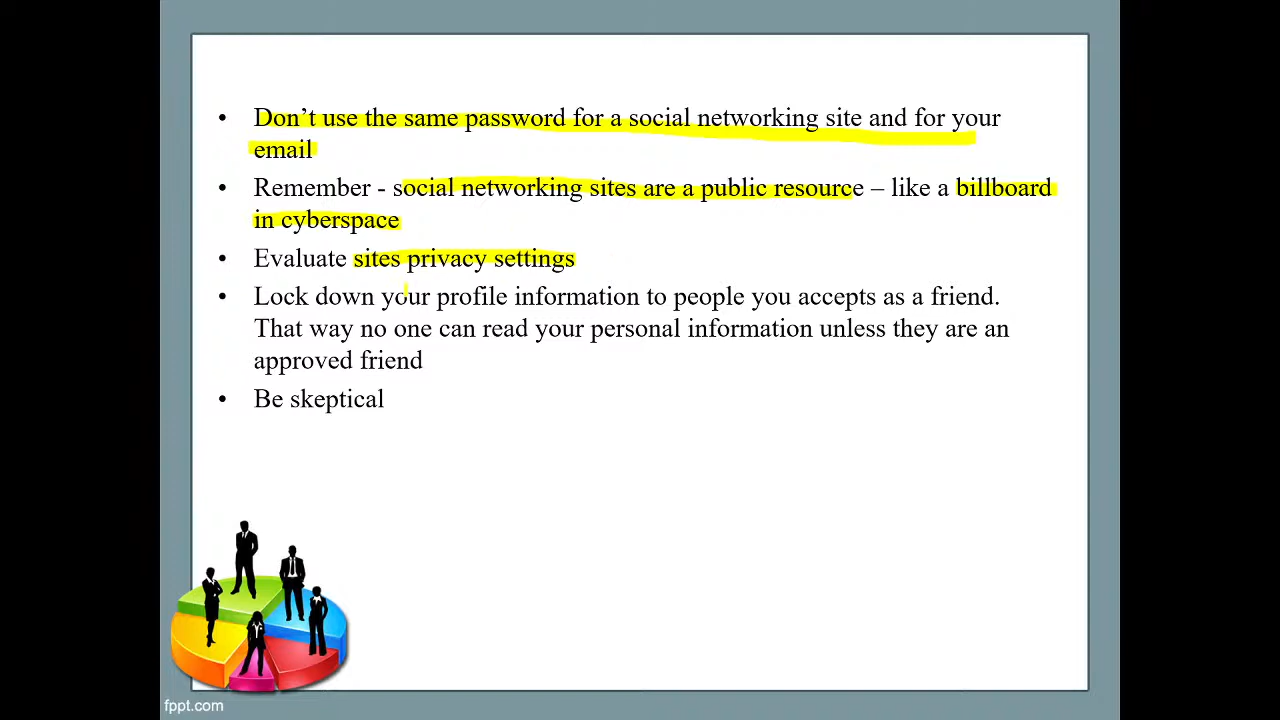 • Don’t use the same password for a social networking site and for your
email
• Remember - social networking sites are a public resource – like a billboard
in cyberspace
• Evaluate sites privacy settings
• Lock down your profile information to people you accepts as a friend.
That way no one can read your personal information unless they are an
approved friend
• Be skeptical
fppt.com